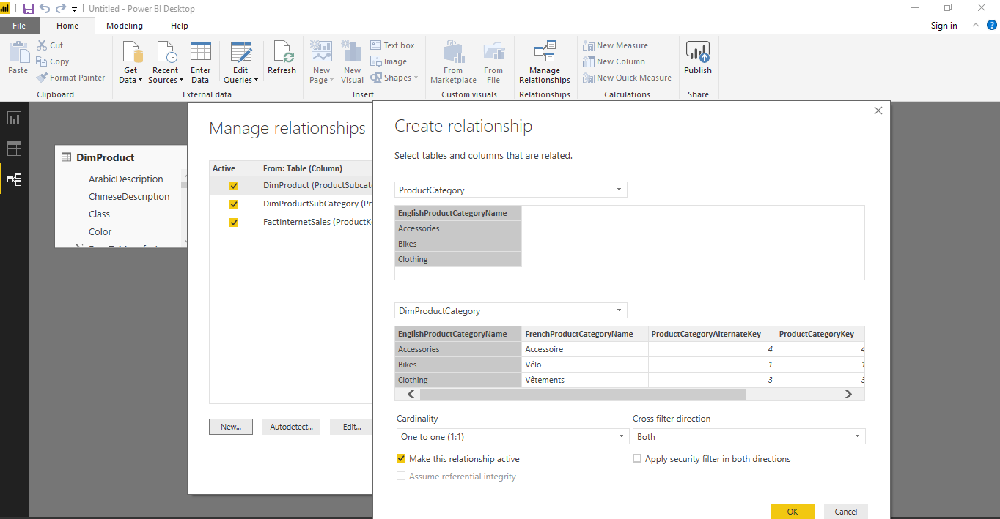 Untitled - Power BI Desktop
File Home Modeling Help Sign in
Paste
Cut
Copy
Format Painter
Clipboard
Get Data
Recent Sources
Enter Data
Edit Queries
Refresh
External data
New Page
New Visual
Text box
Image
Shapes
Insert
From Marketplace
From File
Custom visuals
Manage Relationships
Relationships
New Measure
New Column
New Quick Measure
Calculations
Publish
Share
DimProduct
ArabicDescription
ChineseDescription
Class
Color
Manage relationships
Active From: Table (Column)
DimProduct (ProductSubcate
DimProductSubCategory (Pr
FactInternetSales (ProductKe
New... Autodetect... Edit...
Create relationship
Select tables and columns that are related.
ProductCategory
EnglishProductCategoryName
Accessories
Bikes
Clothing
DimProductCategory
EnglishProductCategoryName FrenchProductCategoryName ProductCategoryAlternateKey ProductCategoryKey
Accessories Accessoire 4 4
Bikes Vélo 1 1
Clothing Vêtements 3 3
Cardinality Cross filter direction
One to one (1:1) Both
Make this relationship active Apply security filter in both directions
Assume referential integrity
OK Cancel